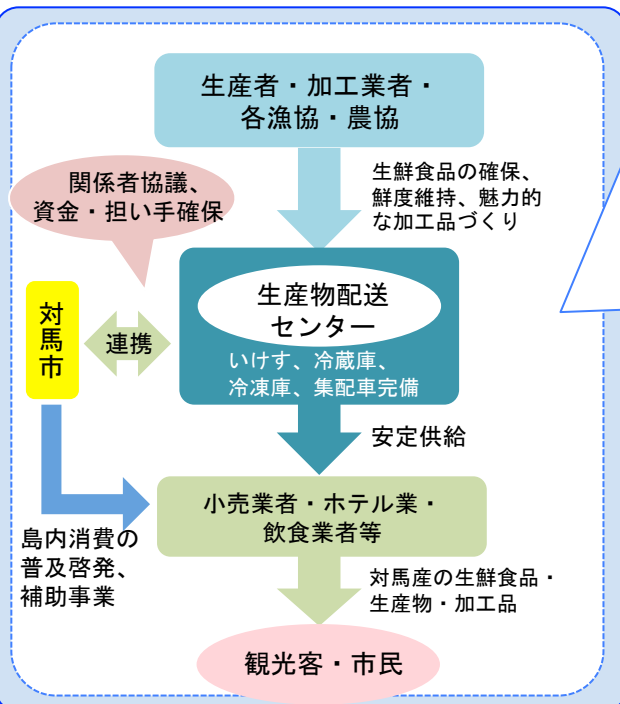 生産者・加工業者・
各漁協・農協
生鮮食品の確保、
鮮度維持、魅力的
な加工品づくり
関係者協議、
資金・担い手確保
生産物配送
センター
いけす、冷蔵庫、
冷凍庫、集配車完備
対馬市
連携
安定供給
小売業者・ホテル業・
飲食業者等
島内消費の
普及啓発、
補助事業
対馬産の生鮮食品・
生産物・加工品
観光客・市民